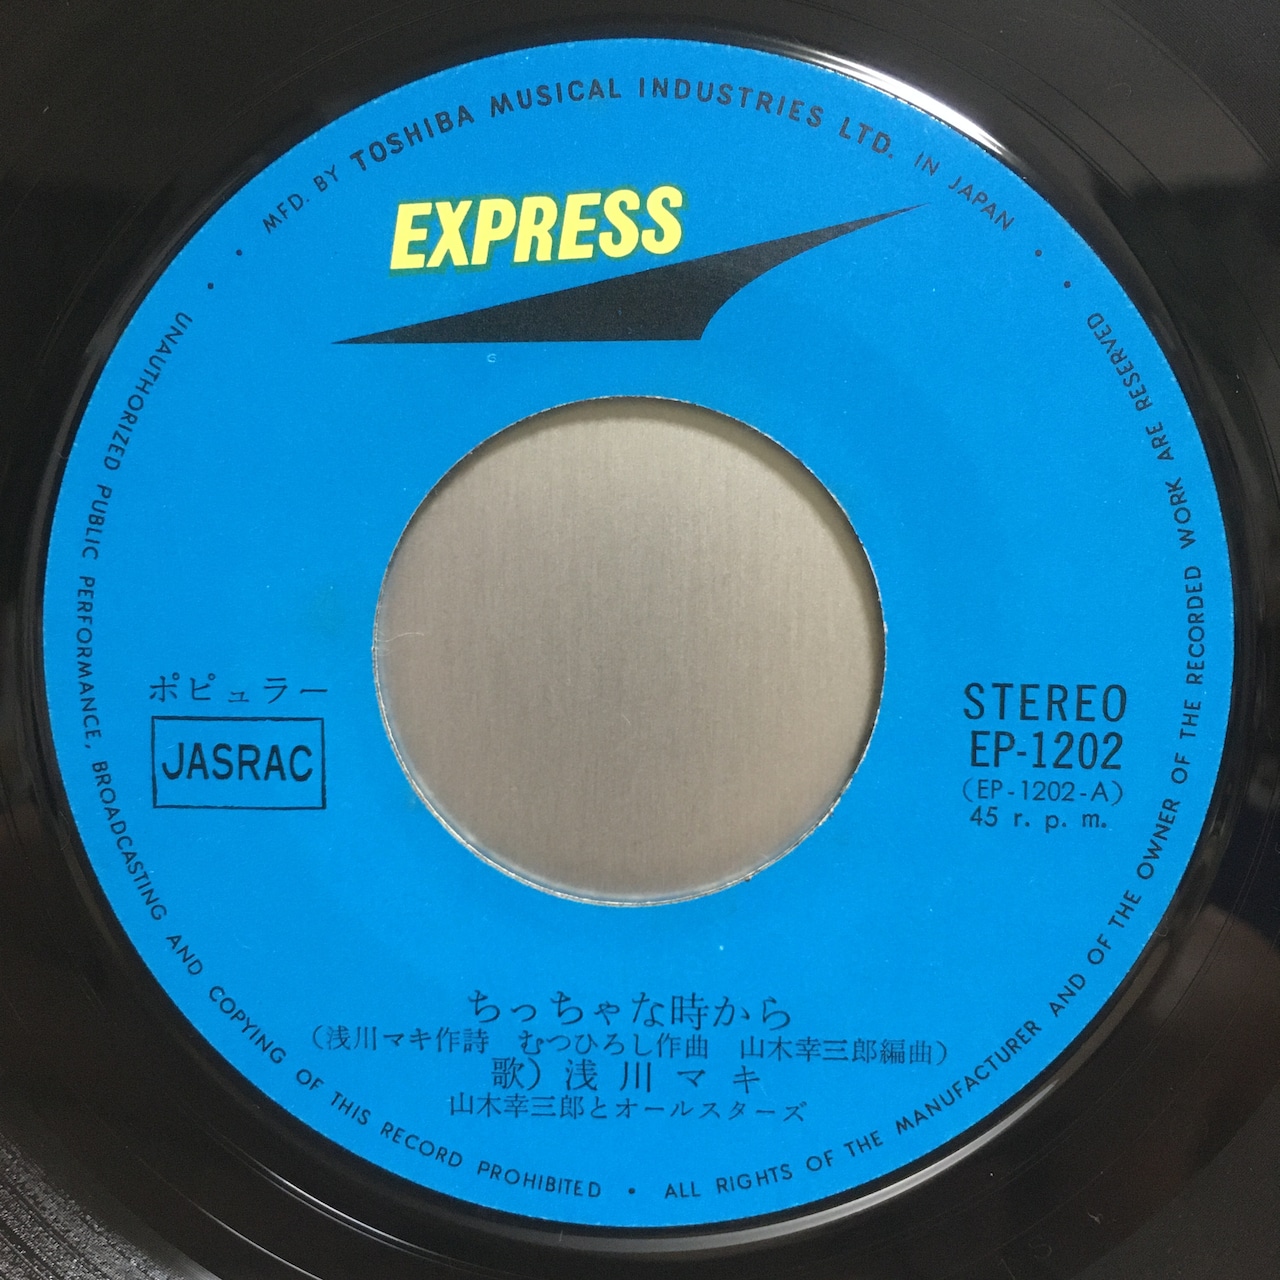 MFD. BY TOSHIBA MUSICAL INDUSTRIES LTD. IN JAPAN
EXPRESS
ポピュラー
JASRAC
STEREO
EP-1202
(EP-1202-A)
45 r. p. m.
ちっちゃな時から
(浅川マキ作詩 むつひろし作曲 山木幸三郎編曲)
歌)浅川マキ
山木幸三郎とオールスターズ
UNAUTHORIZED PUBLIC PERFORMANCE, BROADCASTING AND COPYING OF THIS RECORD PROHIBITED • ALL RIGHTS OF THE MANUFACTURER AND OF THE OWNER OF THE RECORDED WORK ARE RESERVED